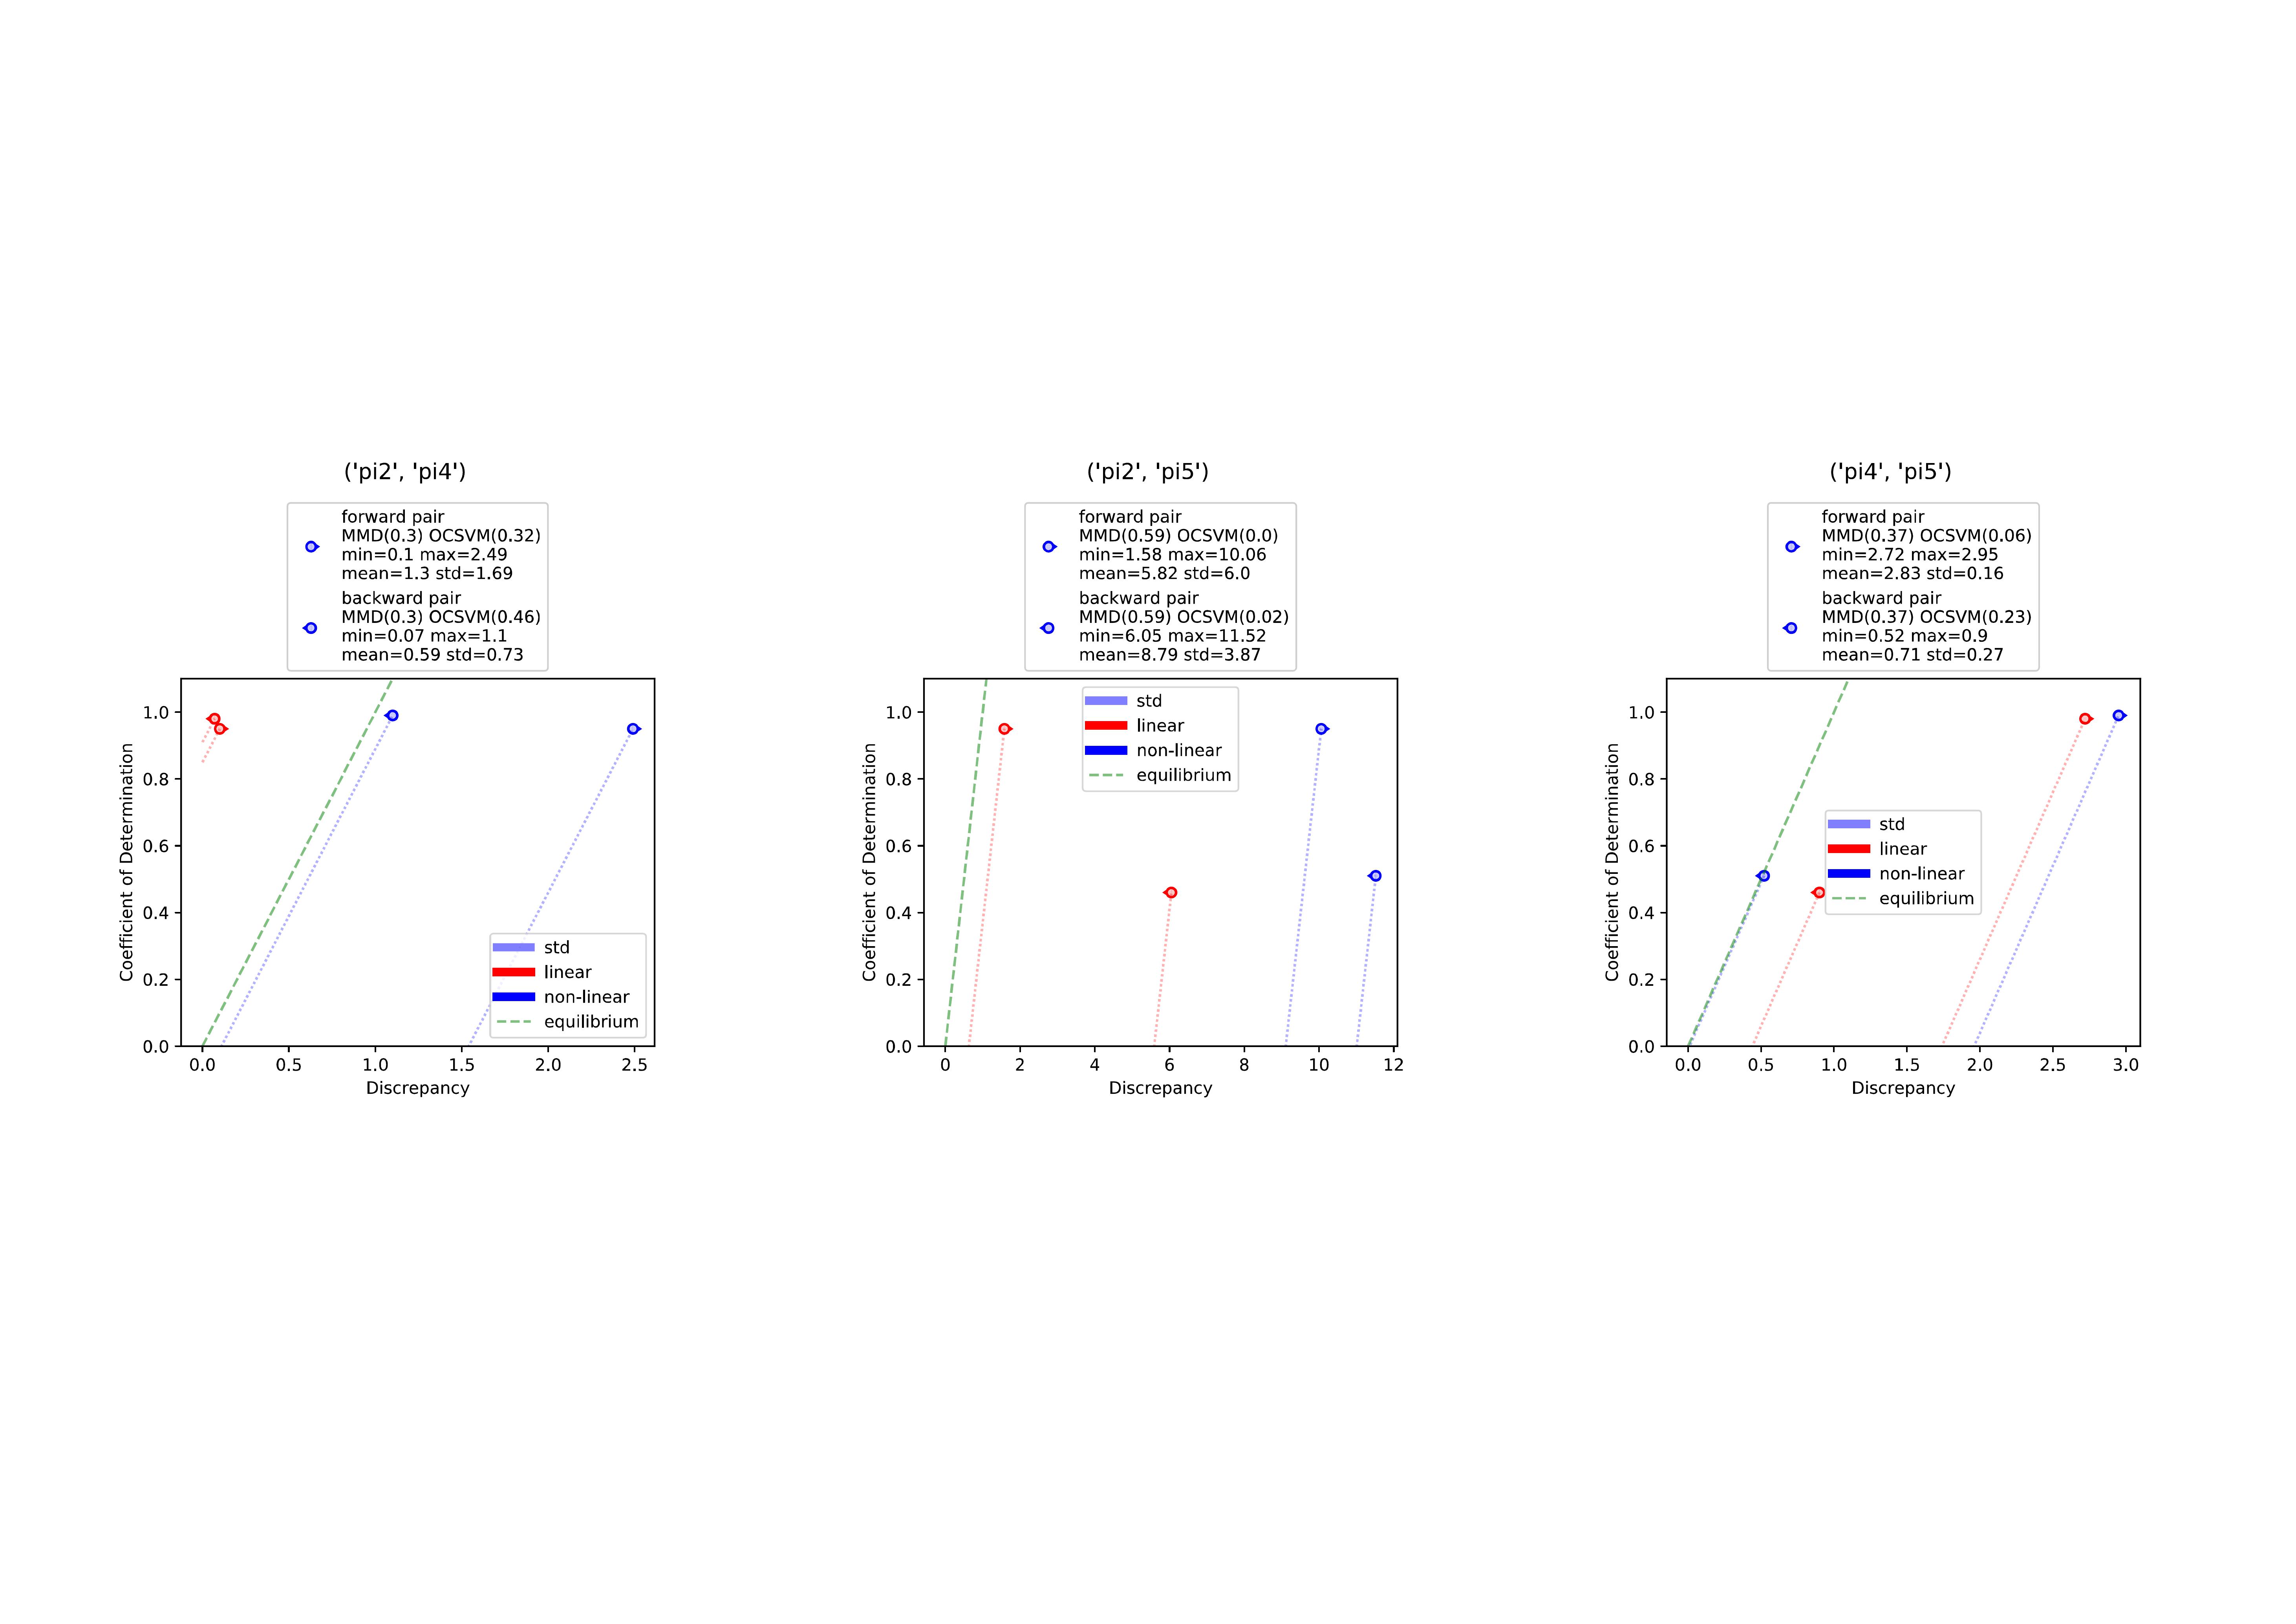 ('pi2', 'pi4')
forward pair
MMD(0.3) OCSVM(0.32)
min=0.1 max=2.49
mean=1.3 std=1.69
backward pair
MMD(0.3) OCSVM(0.46)
min=0.07 max=1.1
mean=0.59 std=0.73
1.0
0.8
0.6
0.4
0.2
0.0
Coefficient of Determination
std
linear
non-linear
equilibrium
0.0 0.5 1.0 1.5 2.0 2.5
Discrepancy
('pi2', 'pi5')
forward pair
MMD(0.59) OCSVM(0.0)
min=1.58 max=10.06
mean=5.82 std=6.0
backward pair
MMD(0.59) OCSVM(0.02)
min=6.05 max=11.52
mean=8.79 std=3.87
1.0
0.8
0.6
0.4
0.2
0.0
Coefficient of Determination
std
linear
non-linear
equilibrium
0 2 4 6 8 10 12
Discrepancy
('pi4', 'pi5')
forward pair
MMD(0.37) OCSVM(0.06)
min=2.72 max=2.95
mean=2.83 std=0.16
backward pair
MMD(0.37) OCSVM(0.23)
min=0.52 max=0.9
mean=0.71 std=0.27
1.0
0.8
0.6
0.4
0.2
0.0
Coefficient of Determination
std
linear
non-linear
equilibrium
0.0 0.5 1.0 1.5 2.0 2.5 3.0
Discrepancy